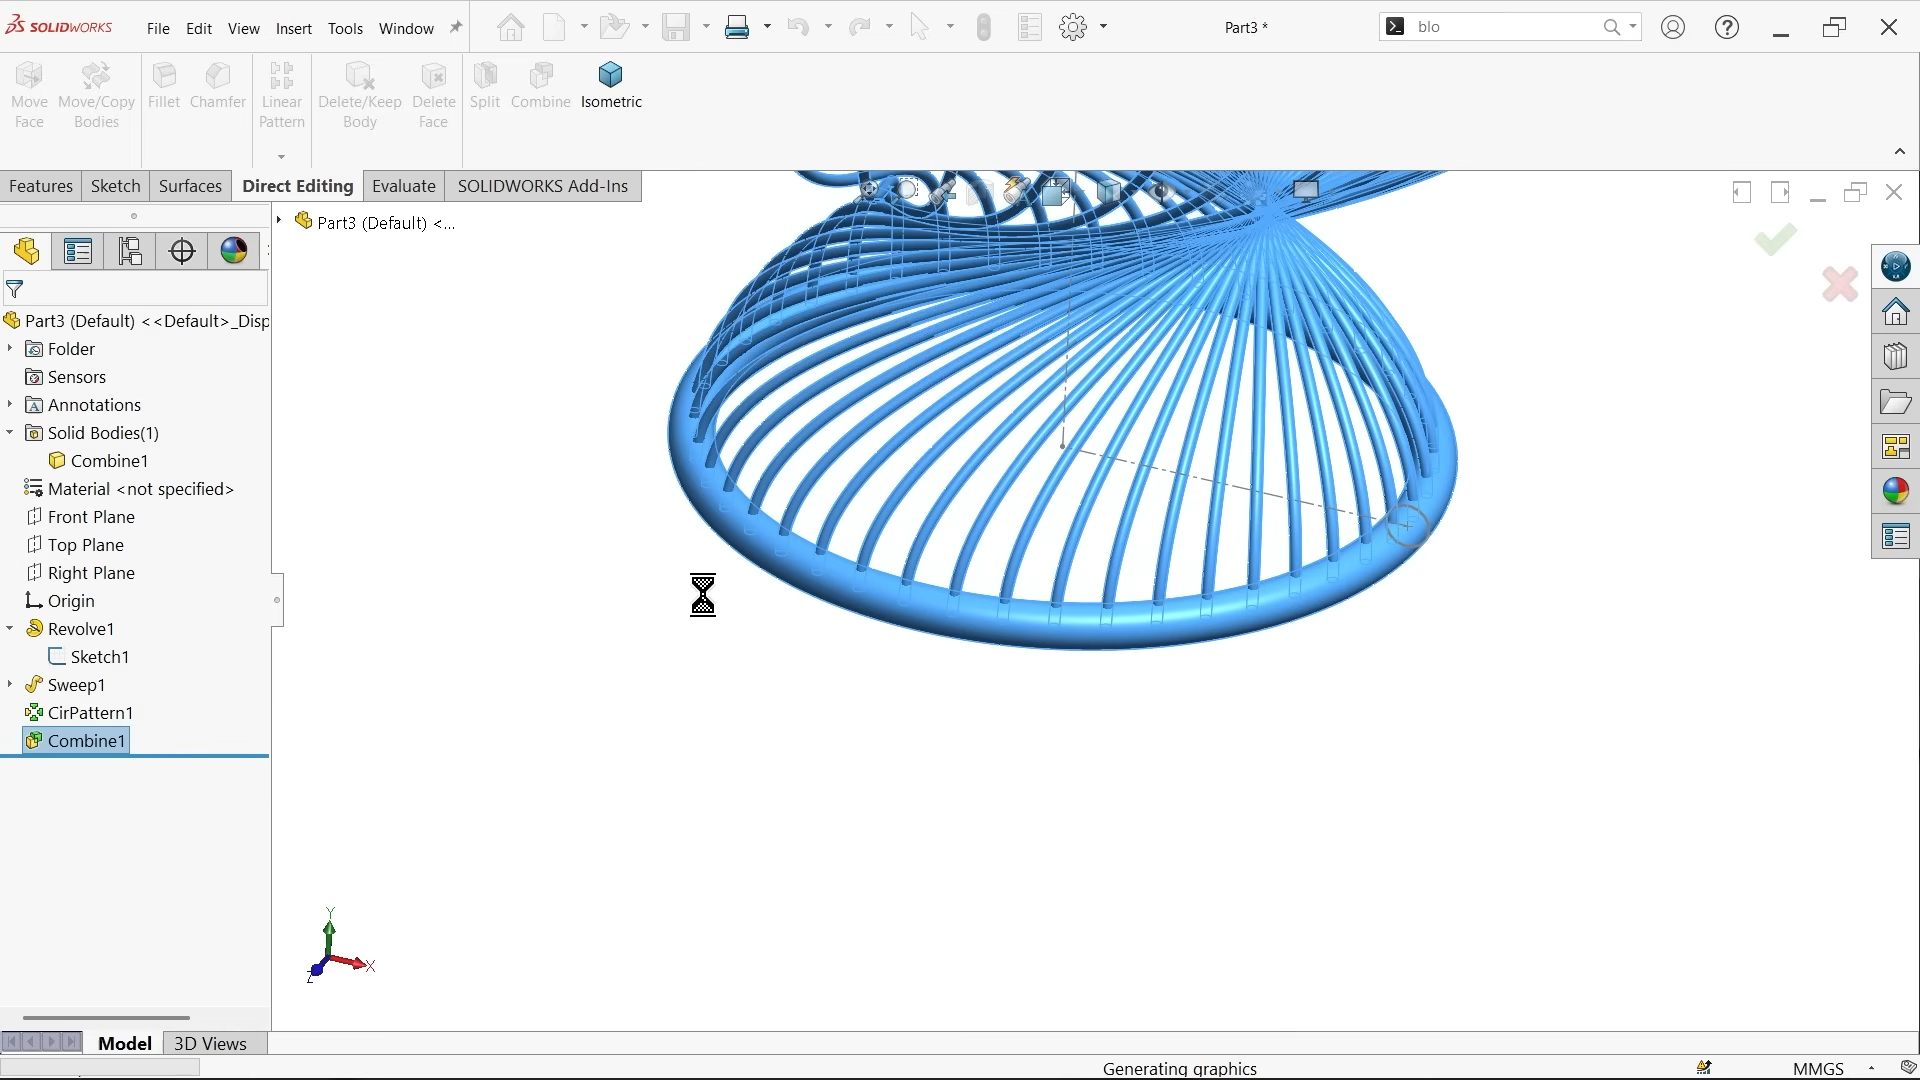 SOLIDWORKS File Edit View Insert Tools Window Part3 * blo
Move Face
Move/Copy Bodies
Fillet
Chamfer
Linear Pattern
Delete/Keep Body
Delete Face
Split
Combine
Isometric
Features Sketch Surfaces Direct Editing Evaluate SOLIDWORKS Add-Ins
Part3 (Default) <...
Part3 (Default) <<Default>_Disp
Folder
Sensors
Annotations
Solid Bodies(1)
Combine1
Material <not specified>
Front Plane
Top Plane
Right Plane
Origin
Revolve1
Sketch1
Sweep1
CirPattern1
Combine1
Y
X
Z
Model 3D Views
Generating graphics MMGS